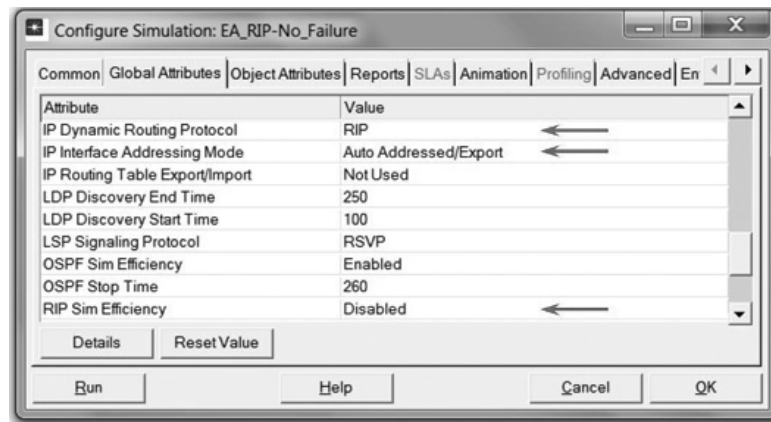 Configure Simulation: EA_RIP-No_Failure
Common Global Attributes Object Attributes Reports SLAs Animation Profiling Advanced En
Attribute Value
IP Dynamic Routing Protocol RIP
IP Interface Addressing Mode Auto Addressed/Export
IP Routing Table Export/Import Not Used
LDP Discovery End Time 250
LDP Discovery Start Time 100
LSP Signaling Protocol RSVP
OSPF Sim Efficiency Enabled
OSPF Stop Time 260
RIP Sim Efficiency Disabled
Details Reset Value
Run Help Cancel OK